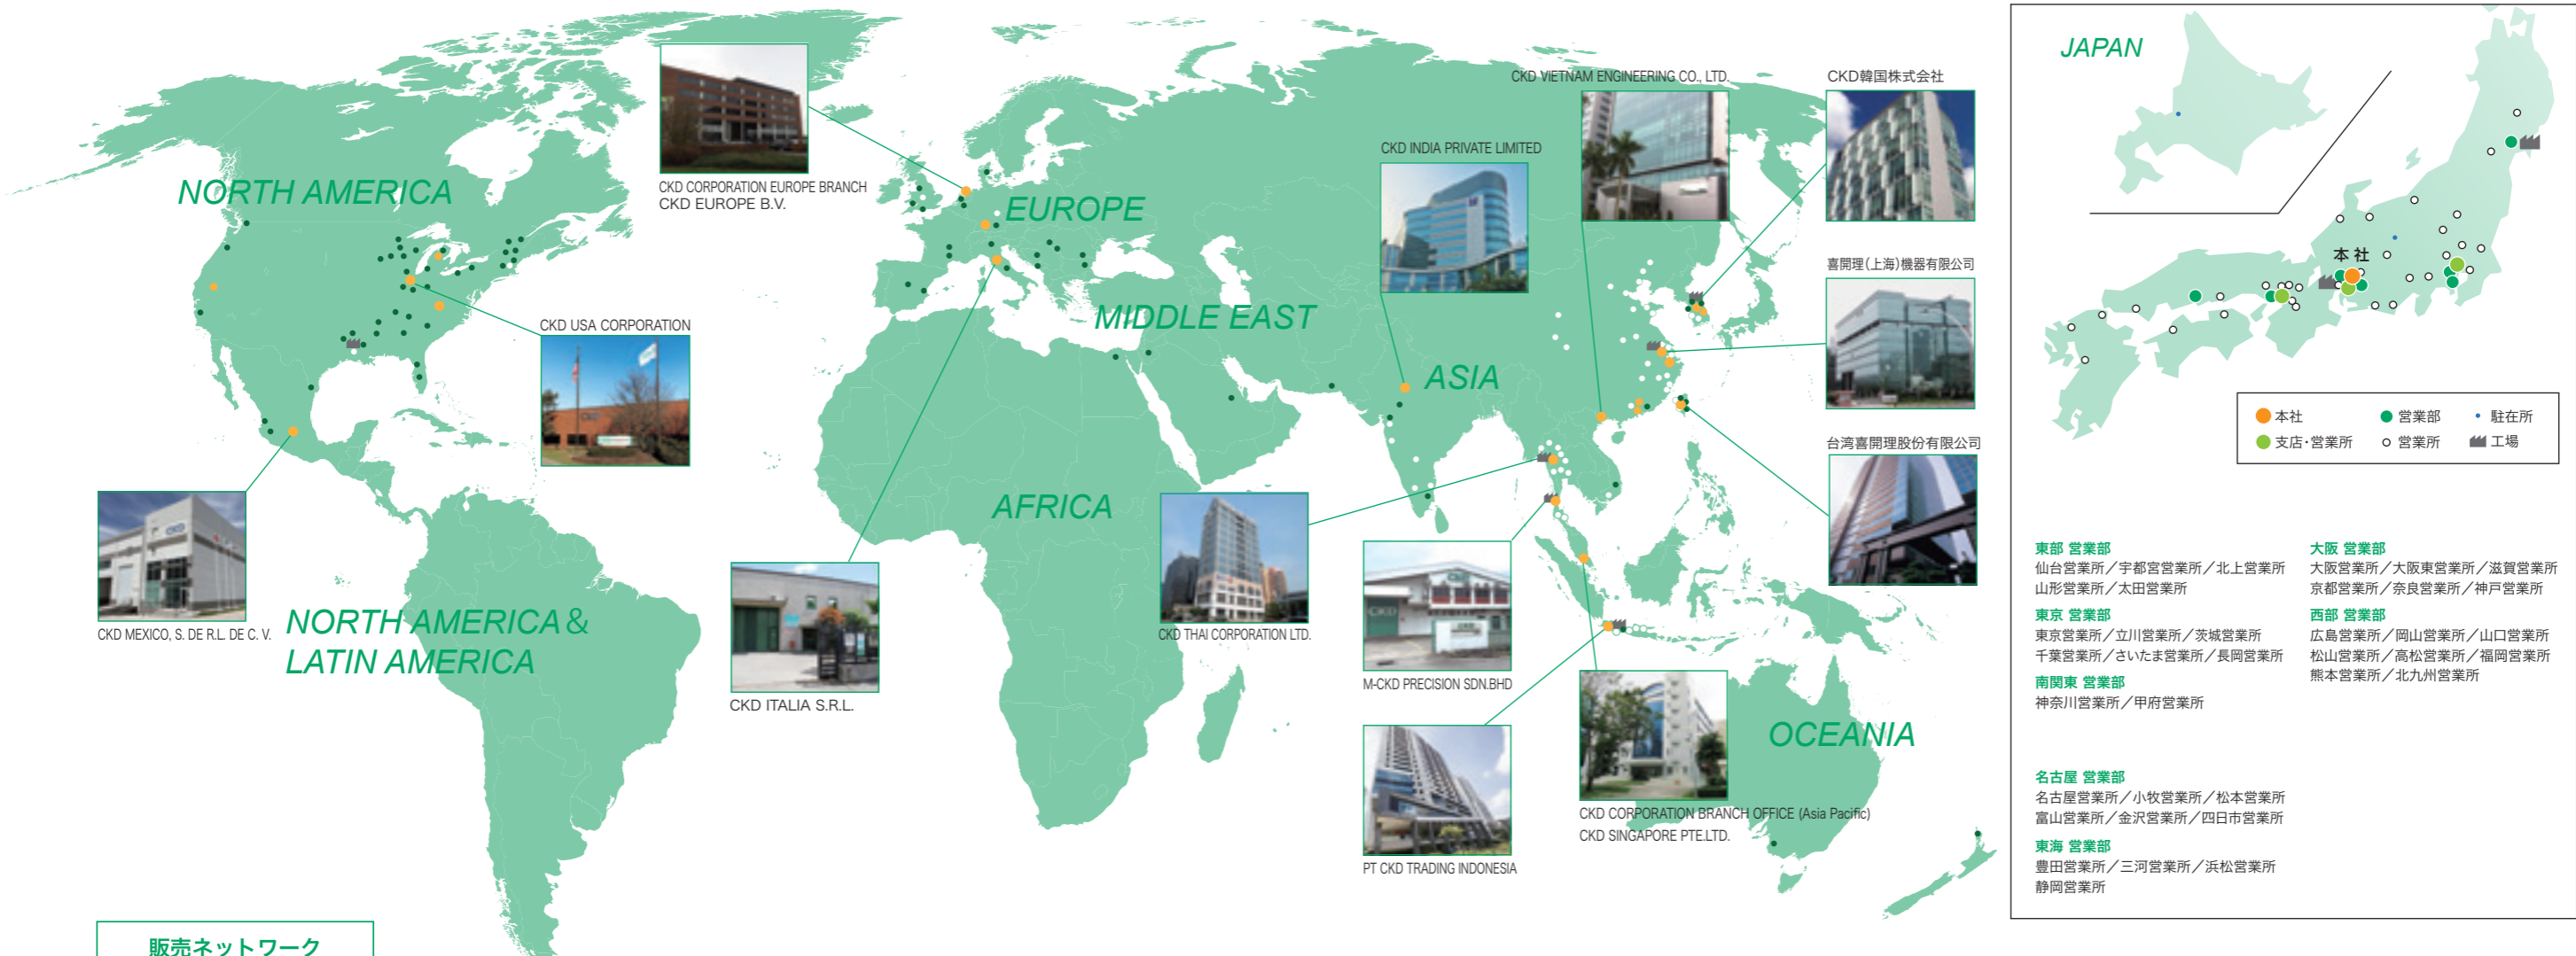 NORTH AMERICA
CKD CORPORATION EUROPE BRANCH
CKD EUROPE B.V.
EUROPE
CKD USA CORPORATION
MIDDLE EAST
CKD INDIA PRIVATE LIMITED
CKD VIETNAM ENGINEERING CO., LTD.
CKD韓国株式会社
喜開理(上海)機器有限公司
ASIA
台湾喜開理股份有限公司
AFRICA
CKD MEXICO, S. DE R.L. DE C. V.
NORTH AMERICA &
LATIN AMERICA
CKD ITALIA S.R.L.
CKD THAI CORPORATION LTD.
CKD
M-CKD PRECISION SDN.BHD
PT CKD TRADING INDONESIA
CKD CORPORATION BRANCH OFFICE (Asia Pacific)
CKD SINGAPORE PTE.LTD.
OCEANIA
販売ネットワーク
JAPAN
本社
本社
営業部
駐在所
支店・営業所
営業所
工場
東部 営業部
仙台営業所／宇都宮営業所／北上営業所
山形営業所／太田営業所
東京 営業部
東京営業所／立川営業所／茨城営業所
千葉営業所／さいたま営業所／長岡営業所
南関東 営業部
神奈川営業所／甲府営業所
名古屋 営業部
名古屋営業所／小牧営業所／松本営業所
富山営業所／金沢営業所／四日市営業所
東海 営業部
豊田営業所／三河営業所／浜松営業所
静岡営業所
大阪 営業部
大阪営業所／大阪東営業所／滋賀営業所
京都営業所／奈良営業所／神戸営業所
西部 営業部
広島営業所／岡山営業所／山口営業所
松山営業所／高松営業所／福岡営業所
熊本営業所／北九州営業所